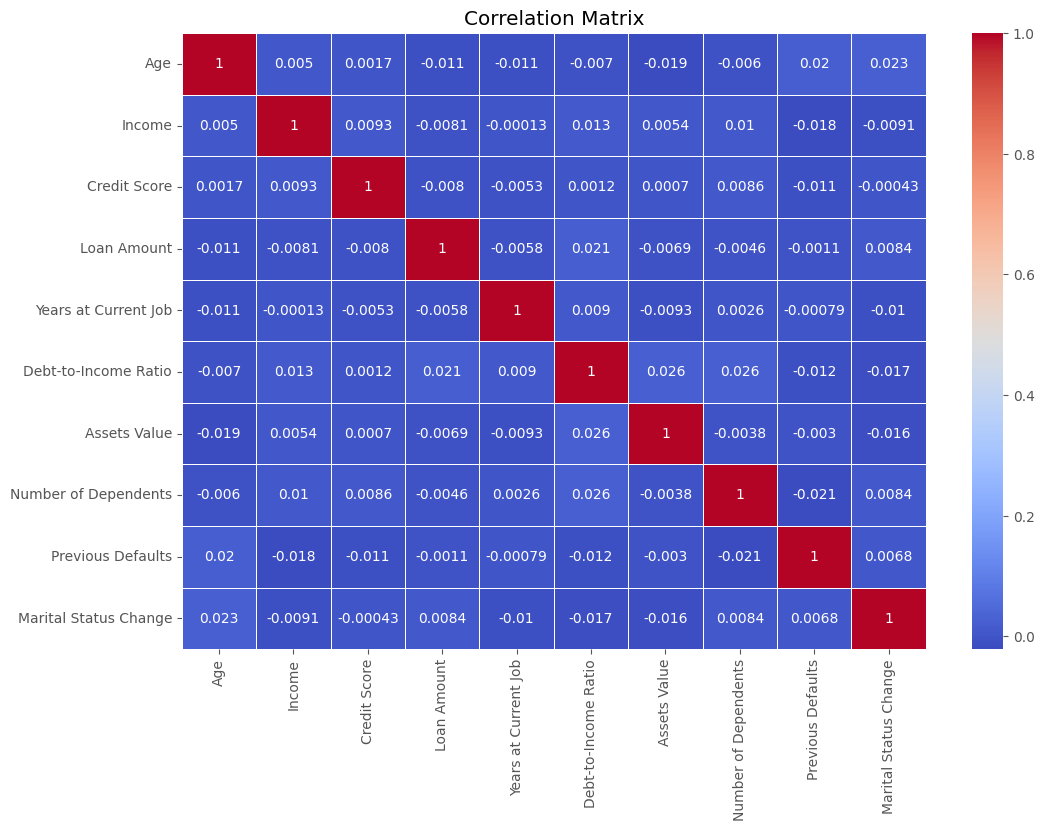 Correlation Matrix
Age 1 0.005 0.0017 -0.011 -0.011 -0.007 -0.019 -0.006 0.02 0.023
Income 0.005 1 0.0093 -0.0081 -0.00013 0.013 0.0054 0.01 -0.018 -0.0091
Credit Score 0.0017 0.0093 1 -0.008 -0.0053 0.0012 0.0007 0.0086 -0.011 -0.00043
Loan Amount -0.011 -0.0081 -0.008 1 -0.0058 0.021 -0.0069 -0.0046 -0.0011 0.0084
Years at Current Job -0.011 -0.00013 -0.0053 -0.0058 1 0.009 -0.0093 0.0026 -0.00079 -0.01
Debt-to-Income Ratio -0.007 0.013 0.0012 0.021 0.009 1 0.026 0.026 -0.012 -0.017
Assets Value -0.019 0.0054 0.0007 -0.0069 -0.0093 0.026 1 -0.0038 -0.003 -0.016
Number of Dependents -0.006 0.01 0.0086 -0.0046 0.0026 0.026 -0.0038 1 -0.021 0.0084
Previous Defaults 0.02 -0.018 -0.011 -0.0011 -0.00079 -0.012 -0.003 -0.021 1 0.0068
Marital Status Change 0.023 -0.0091 -0.00043 0.0084 -0.01 -0.017 -0.016 0.0084 0.0068 1
Age
Income
Credit Score
Loan Amount
Years at Current Job
Debt-to-Income Ratio
Assets Value
Number of Dependents
Previous Defaults
Marital Status Change
1.0
0.8
0.6
0.4
0.2
0.0